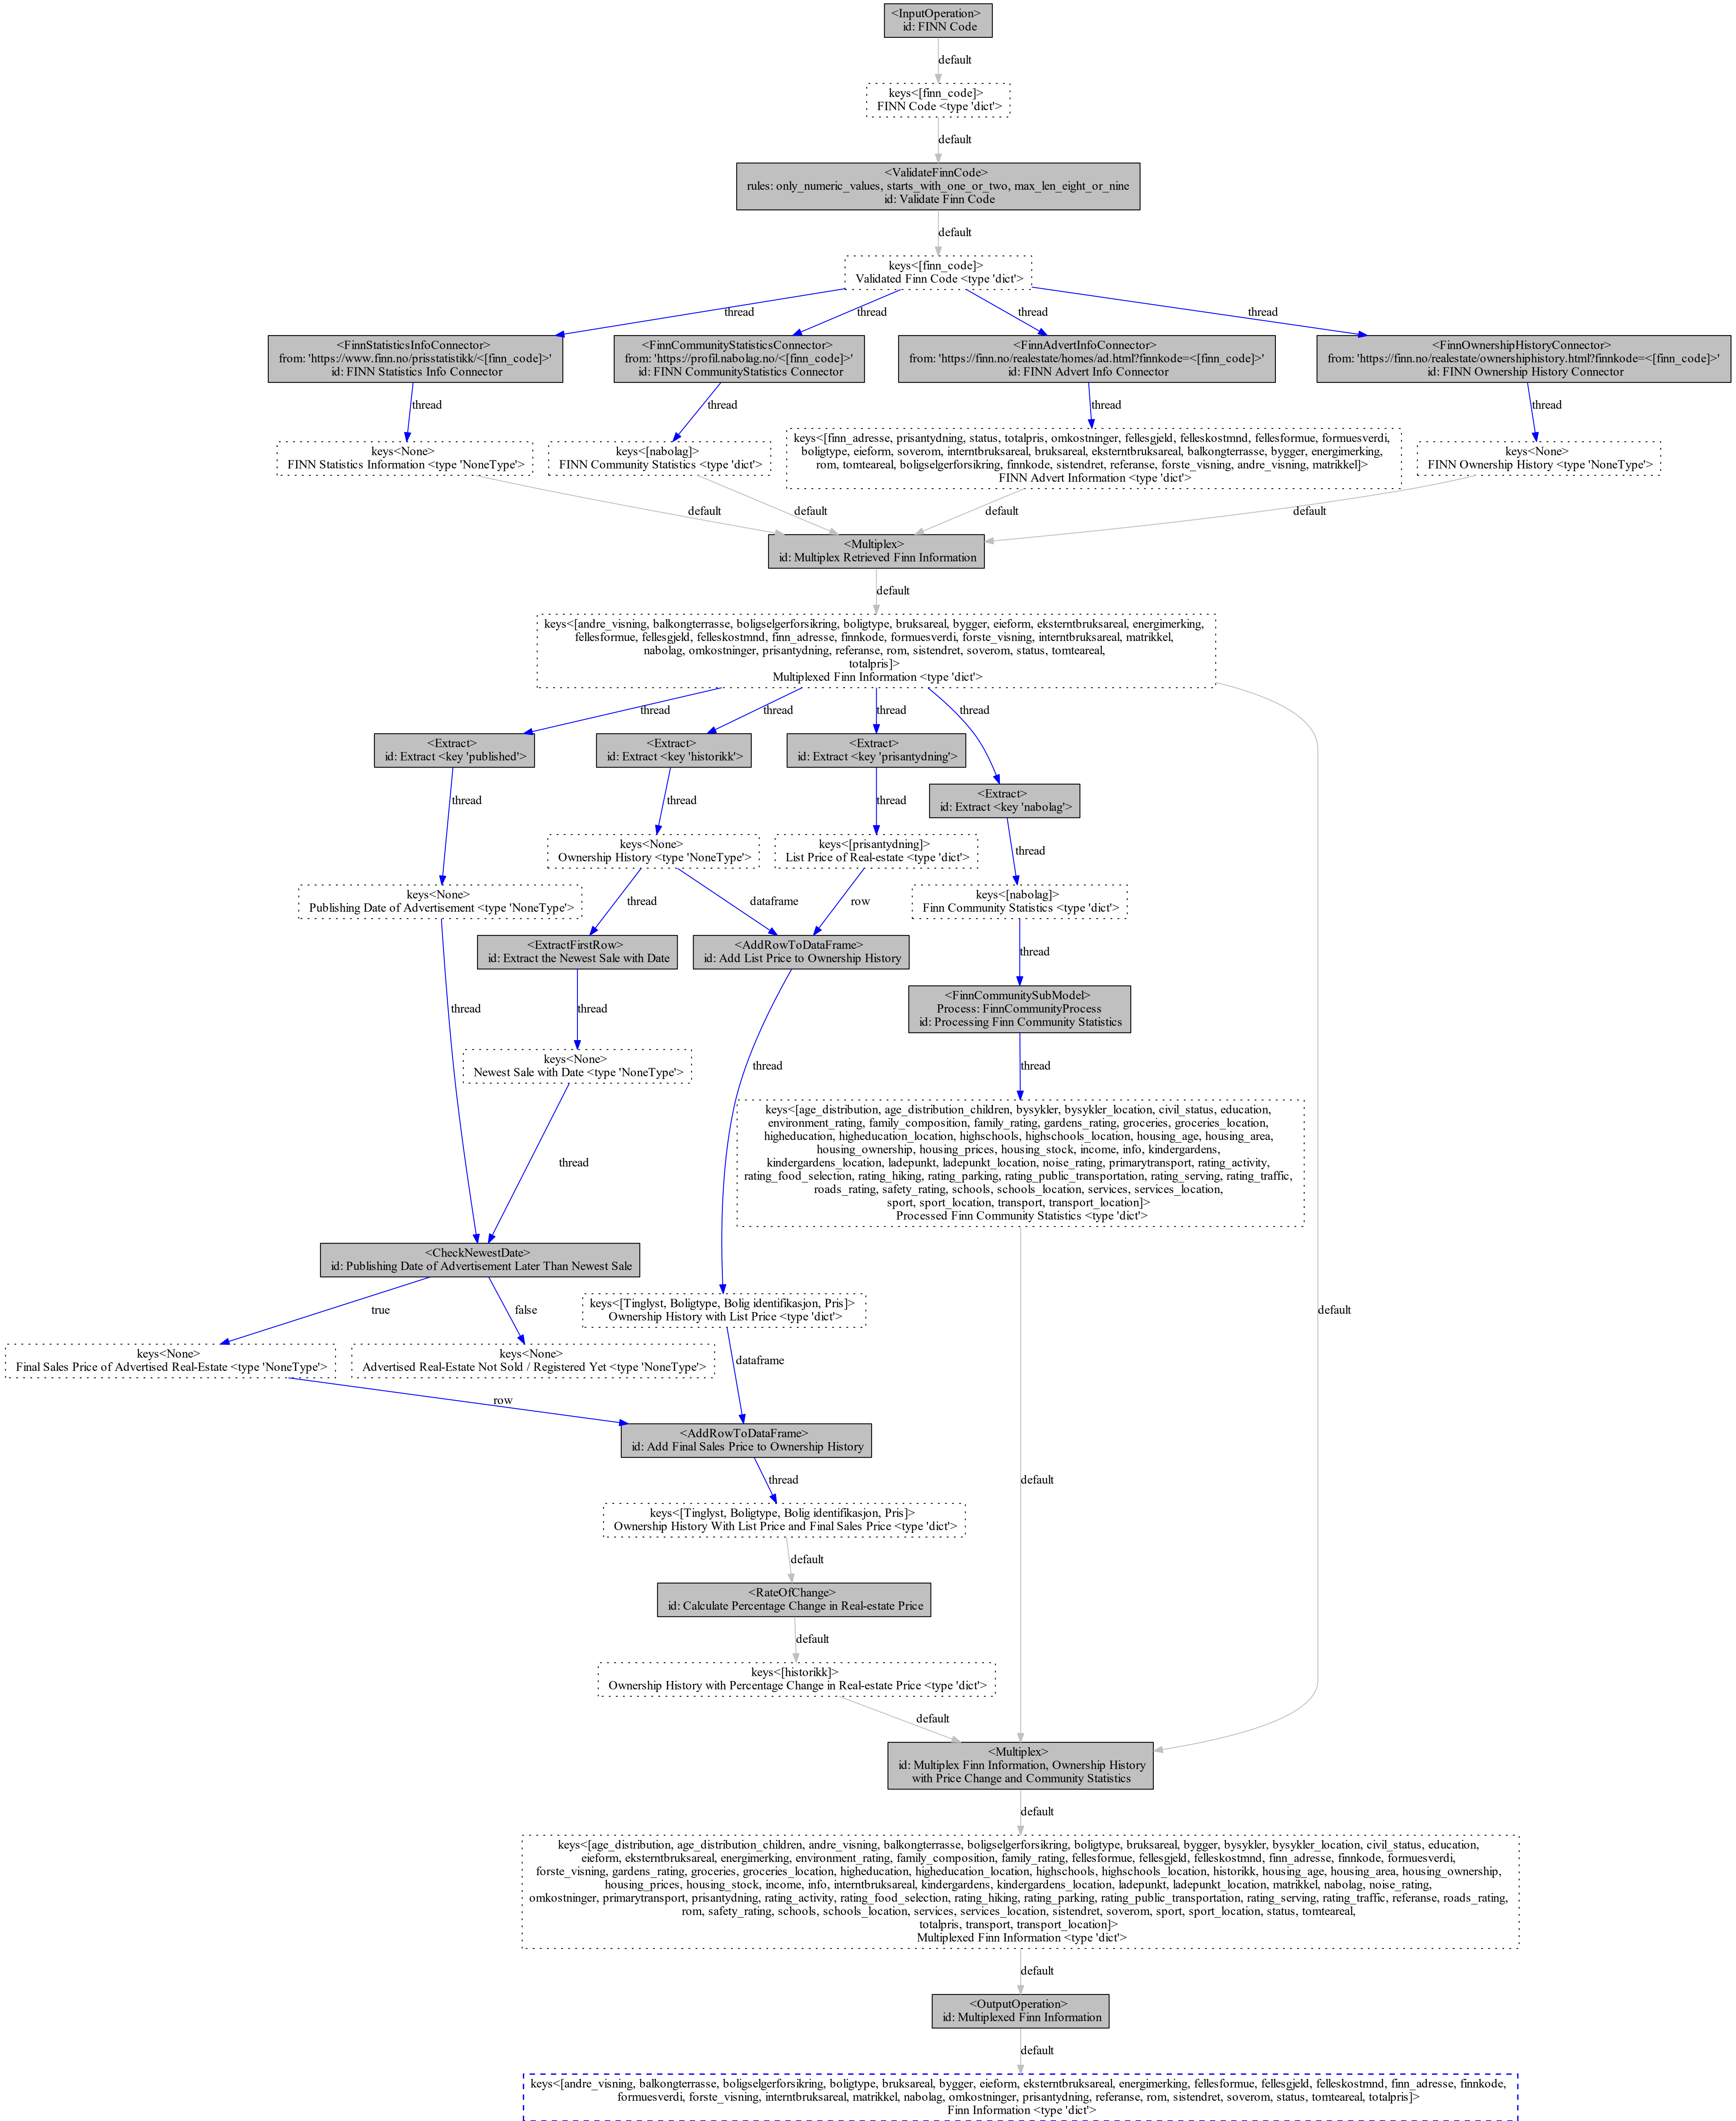 <InputOperation>
id: FINN Code
default
keys<[finn_code]>
FINN Code <type 'dict'>
default
<ValidateFinnCode>
rules: only_numeric_values, starts_with_one_or_two, max_len_eight_or_nine
id: Validate Finn Code
default
keys<[finn_code]>
Validated Finn Code <type 'dict'>
thread
thread
thread
thread
<FinnStatisticsInfoConnector>
from: 'https://www.finn.no/prisstatistikk/<[finn_code]>'
id: FINN Statistics Info Connector
<FinnCommunityStatisticsConnector>
from: 'https://profil.nabolag.no/<[finn_code]>'
id: FINN CommunityStatistics Connector
<FinnAdvertInfoConnector>
from: 'https://finn.no/realestate/homes/ad.html?finnkode=<[finn_code]>'
id: FINN Advert Info Connector
<FinnOwnershipHistoryConnector>
from: 'https://finn.no/realestate/ownershiphistory.html?finnkode=<[finn_code]>'
id: FINN Ownership History Connector
thread
thread
thread
thread
keys<None>
FINN Statistics Information <type 'NoneType'>
keys<[nabolag]>
FINN Community Statistics <type 'dict'>
keys<[finn_adresse, prisantydning, status, totalpris, omkostninger, fellesgjeld, felleskostmnd, fellesformue, formuesverdi,
boligtype, eieform, soverom, interntbruksareal, bruksareal, eksterntbruksareal, balkongterrasse, bygger, energimerking,
rom, tomteareal, boligselgerforsikring, finnkode, sistendret, referanse, forste_visning, andre_visning, matrikkel]>
FINN Advert Information <type 'dict'>
keys<None>
FINN Ownership History <type 'NoneType'>
default
default
default
default
<Multiplex>
id: Multiplex Retrieved Finn Information
default
keys<[andre_visning, balkongterrasse, boligselgerforsikring, boligtype, bruksareal, bygger, eieform, eksterntbruksareal, energimerking,
fellesformue, fellesgjeld, felleskostmnd, finn_adresse, finnkode, formuesverdi, forste_visning, interntbruksareal, matrikkel,
nabolag, omkostninger, prisantydning, referanse, rom, sistendret, soverom, status, tomteareal,
totalpris]>
Multiplexed Finn Information <type 'dict'>
thread
thread
thread
thread
<Extract>
id: Extract <key 'published'>
<Extract>
id: Extract <key 'historikk'>
<Extract>
id: Extract <key 'prisantydning'>
<Extract>
id: Extract <key 'nabolag'>
thread
thread
thread
thread
keys<None>
Ownership History <type 'NoneType'>
keys<[prisantydning]>
List Price of Real-estate <type 'dict'>
keys<None>
Publishing Date of Advertisement <type 'NoneType'>
thread
dataframe
row
keys<[nabolag]>
Finn Community Statistics <type 'dict'>
<ExtractFirstRow>
id: Extract the Newest Sale with Date
<AddRowToDataFrame>
id: Add List Price to Ownership History
thread
<FinnCommunitySubModel>
Process: FinnCommunityProcess
id: Processing Finn Community Statistics
thread
thread
keys<None>
Newest Sale with Date <type 'NoneType'>
thread
thread
keys<[age_distribution, age_distribution_children, bysykler, bysykler_location, civil_status, education,
environment_rating, family_composition, family_rating, gardens_rating, groceries, groceries_location,
higheducation, higheducation_location, highschools, highschools_location, housing_age, housing_area,
housing_ownership, housing_prices, housing_stock, income, info, kindergardens,
kindergardens_location, ladepunkt, ladepunkt_location, noise_rating, primarytransport, rating_activity,
rating_food_selection, rating_hiking, rating_parking, rating_public_transportation, rating_serving, rating_traffic,
roads_rating, safety_rating, schools, schools_location, services, services_location,
sport, sport_location, transport, transport_location]>
Processed Finn Community Statistics <type 'dict'>
thread
<CheckNewestDate>
id: Publishing Date of Advertisement Later Than Newest Sale
true
false
keys<[Tinglyst, Boligtype, Bolig identifikasjon, Pris]>
Ownership History with List Price <type 'dict'>
default
keys<None>
Final Sales Price of Advertised Real-Estate <type 'NoneType'>
keys<None>
Advertised Real-Estate Not Sold / Registered Yet <type 'NoneType'>
dataframe
row
<AddRowToDataFrame>
id: Add Final Sales Price to Ownership History
thread
default
keys<[Tinglyst, Boligtype, Bolig identifikasjon, Pris]>
Ownership History With List Price and Final Sales Price <type 'dict'>
default
<RateOfChange>
id: Calculate Percentage Change in Real-estate Price
default
keys<[historikk]>
Ownership History with Percentage Change in Real-estate Price <type 'dict'>
default
<Multiplex>
id: Multiplex Finn Information, Ownership History
with Price Change and Community Statistics
default
keys<[age_distribution, age_distribution_children, andre_visning, balkongterrasse, boligselgerforsikring, boligtype, bruksareal, bygger, bysykler, bysykler_location, civil_status, education,
eieform, eksterntbruksareal, energimerking, environment_rating, family_composition, family_rating, fellesformue, fellesgjeld, felleskostmnd, finn_adresse, finnkode, formuesverdi,
forste_visning, gardens_rating, groceries, groceries_location, higheducation, higheducation_location, highschools, highschools_location, historikk, housing_age, housing_area, housing_ownership,
housing_prices, housing_stock, income, info, interntbruksareal, kindergardens, kindergardens_location, ladepunkt, ladepunkt_location, matrikkel, nabolag, noise_rating,
omkostninger, primarytransport, prisantydning, rating_activity, rating_food_selection, rating_hiking, rating_parking, rating_public_transportation, rating_serving, rating_traffic, referanse, roads_rating,
rom, safety_rating, schools, schools_location, services, services_location, sistendret, soverom, sport, sport_location, status, tomteareal,
totalpris, transport, transport_location]>
Multiplexed Finn Information <type 'dict'>
default
<OutputOperation>
id: Multiplexed Finn Information
default
keys<[andre_visning, balkongterrasse, boligselgerforsikring, boligtype, bruksareal, bygger, eieform, eksterntbruksareal, energimerking, fellesformue, fellesgjeld, felleskostmnd, finn_adresse, finnkode,
formuesverdi, forste_visning, interntbruksareal, matrikkel, nabolag, omkostninger, prisantydning, referanse, rom, sistendret, soverom, status, tomteareal, totalpris]>
Finn Information <type 'dict'>